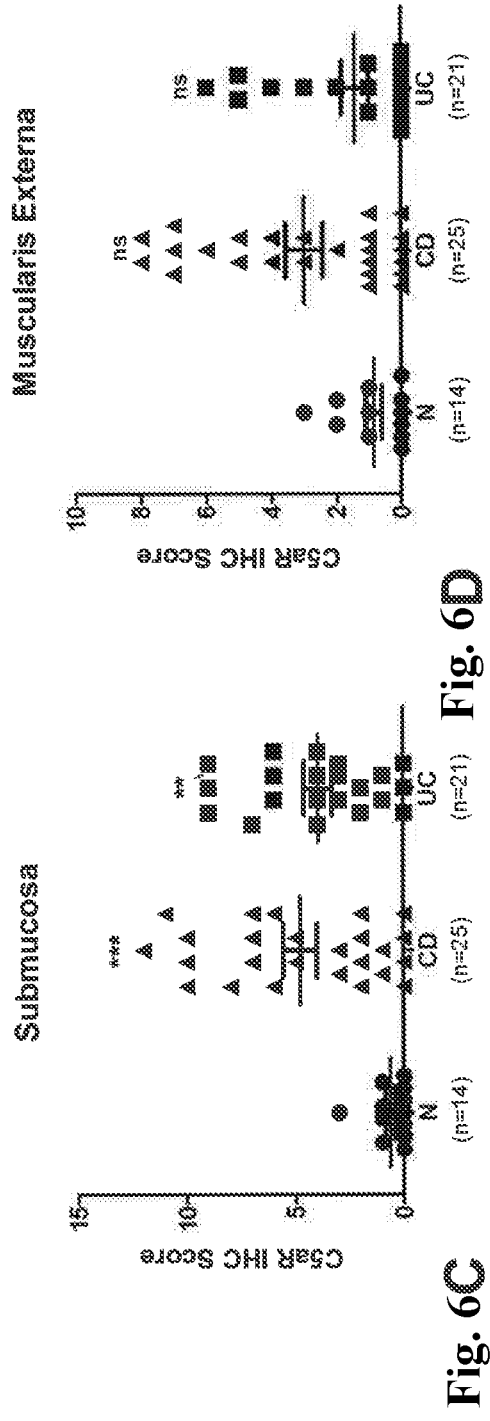 Submucosa
C5aR IHC Score
15
10
5
0
***
**
N
CD
UC
(n=14)
(n=25)
(n=21)
Fig. 6C
Muscularis Externa
C5aR IHC Score
10
8
6
4
2
0
ns
ns
N
CD
UC
(n=14)
(n=25)
(n=21)
Fig. 6D